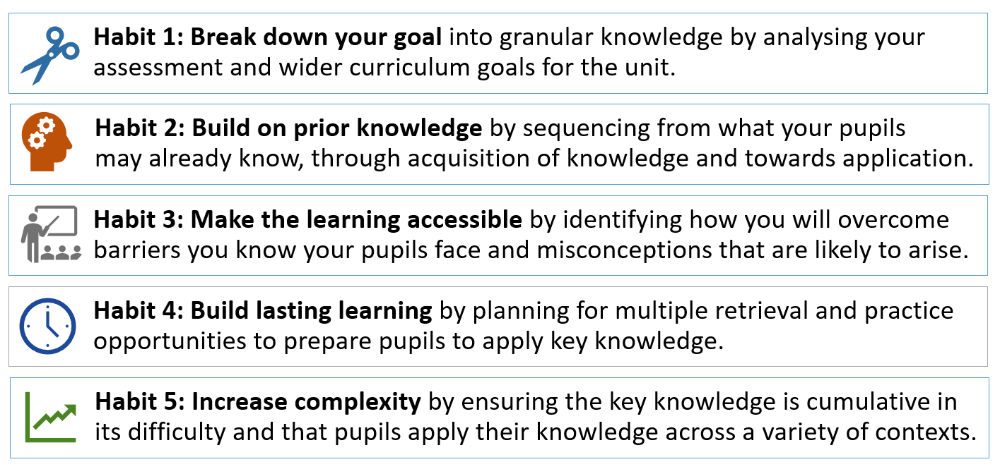 Habit 1: Break down your goal into granular knowledge by analysing your
assessment and wider curriculum goals for the unit.
Habit 2: Build on prior knowledge by sequencing from what your pupils
may already know, through acquisition of knowledge and towards application.
Habit 3: Make the learning accessible by identifying how you will overcome
barriers you know your pupils face and misconceptions that are likely to arise.
Habit 4: Build lasting learning by planning for multiple retrieval and practice
opportunities to prepare pupils to apply key knowledge.
Habit 5: Increase complexity by ensuring the key knowledge is cumulative in
its difficulty and that pupils apply their knowledge across a variety of contexts.